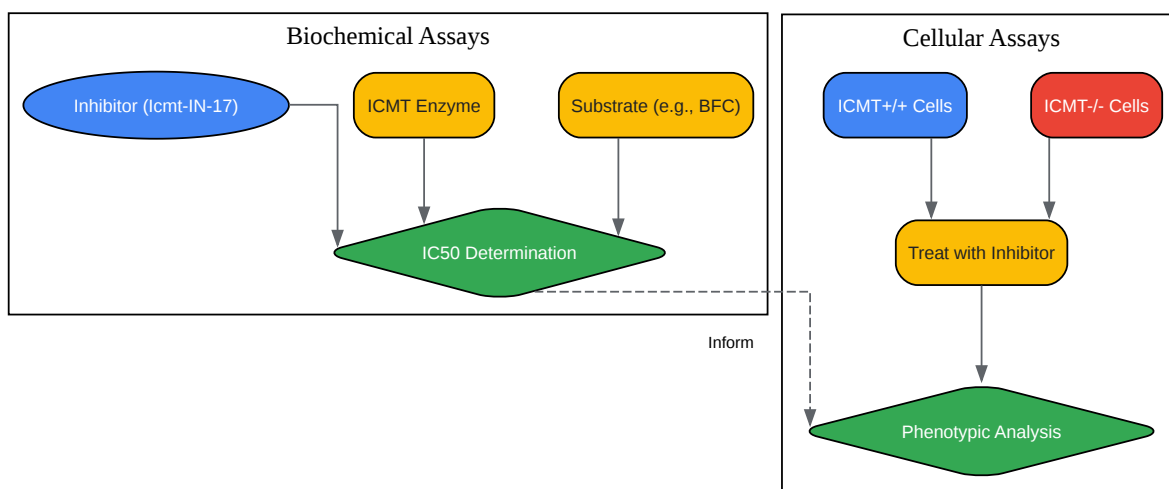 Biochemical Assays
Inhibitor (Icmt-IN-17)
ICMT Enzyme
Substrate (e.g., BFC)
IC50 Determination
Inform
Cellular Assays
ICMT+/+ Cells
ICMT-/- Cells
Treat with Inhibitor
Phenotypic Analysis